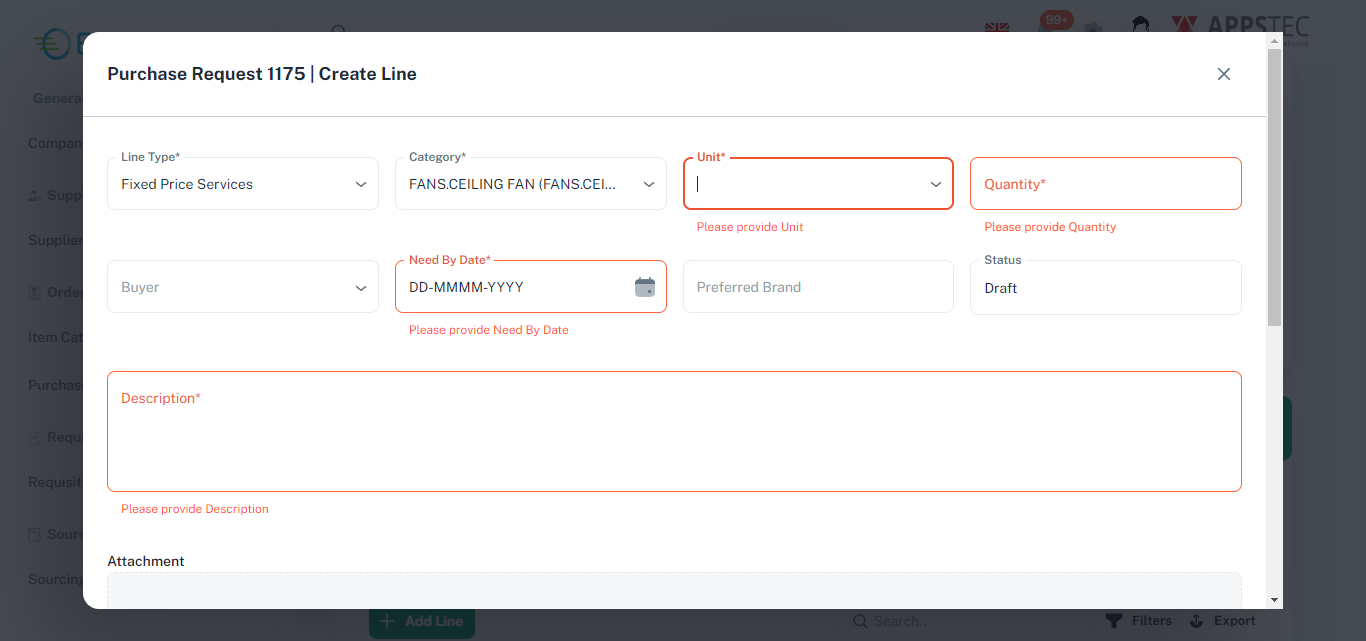 99+
APPSTEC
Purchase Request 1175 | Create Line
Genera
Compan
Line Type*
Category*
Unit*
Fixed Price Services
FANS.CEILING FAN (FANS.CEI...
Quantity*
Suppl
Please provide Unit
Please provide Quantity
Supplier
Need By Date*
Status
Buyer
DD-MMMM-YYYY
Preferred Brand
Draft
Orde
Please provide Need By Date
Item Cat
Purchas
Description*
Requi
Requisit
Please provide Description
Sourc
Attachment
Sourcing
Add Line
Search..
Filters
Export